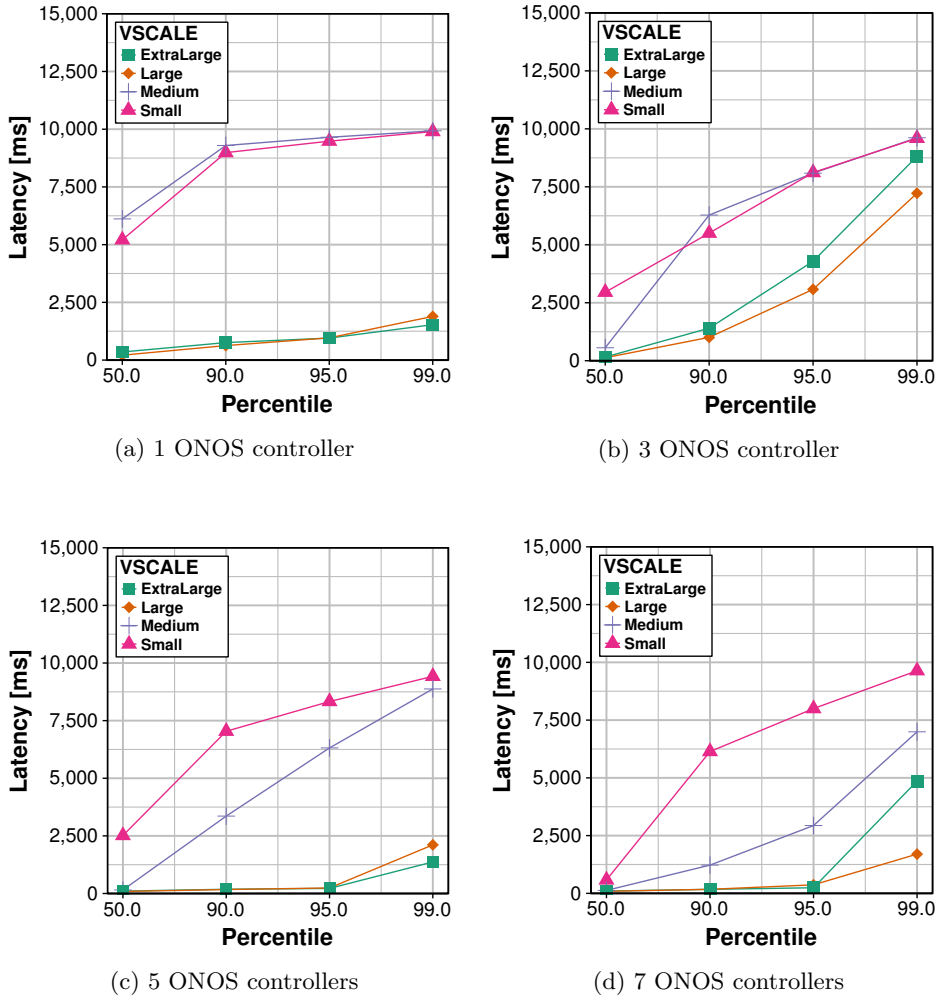 15,000
12,500
10,000
7,500
5,000
2,500
0
Latency [ms]
VSCALE
ExtraLarge
Large
Medium
Small
50.0 90.0 95.0 99.0
Percentile
(a) 1 ONOS controller
15,000
12,500
10,000
7,500
5,000
2,500
0
Latency [ms]
VSCALE
ExtraLarge
Large
Medium
Small
50.0 90.0 95.0 99.0
Percentile
(b) 3 ONOS controller
15,000
12,500
10,000
7,500
5,000
2,500
0
Latency [ms]
VSCALE
ExtraLarge
Large
Medium
Small
50.0 90.0 95.0 99.0
Percentile
(c) 5 ONOS controllers
15,000
12,500
10,000
7,500
5,000
2,500
0
Latency [ms]
VSCALE
ExtraLarge
Large
Medium
Small
50.0 90.0 95.0 99.0
Percentile
(d) 7 ONOS controllers